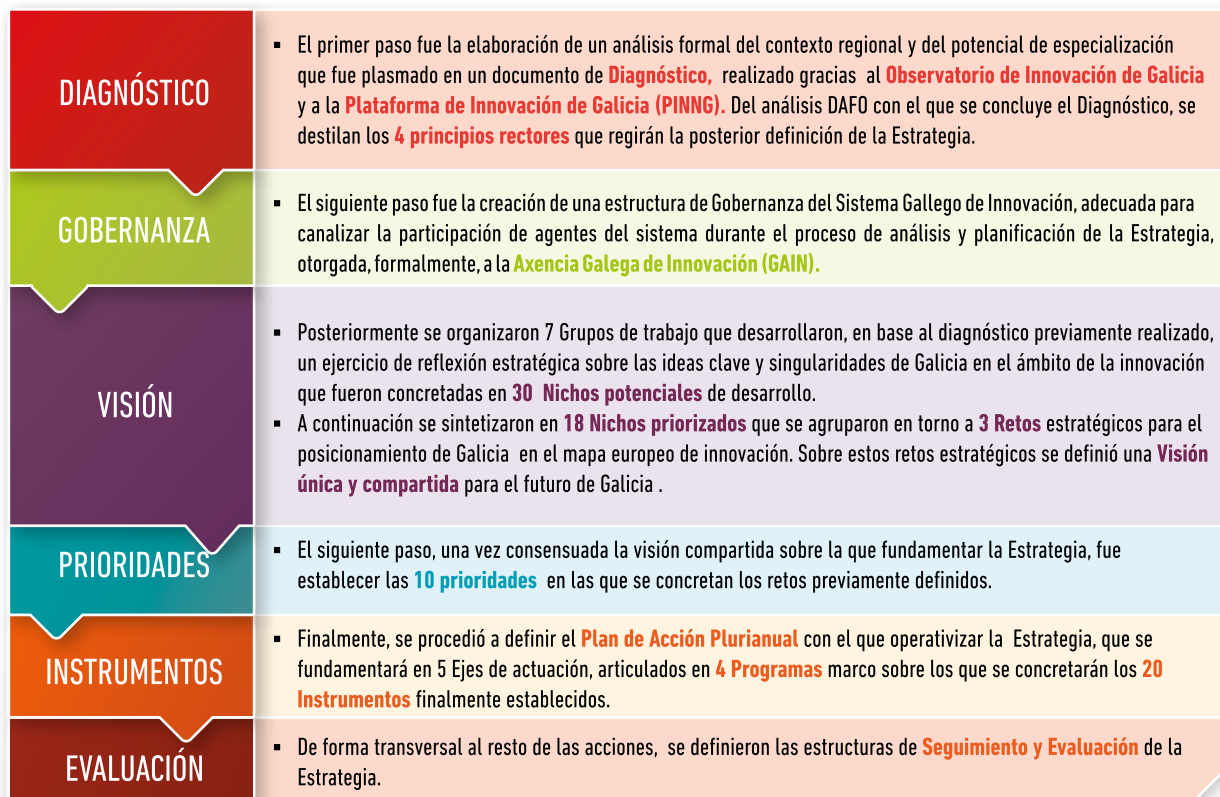 DIAGNÓSTICO
▪ El primer paso fue la elaboración de un análisis formal del contexto regional y del potencial de especialización
que fue plasmado en un documento de Diagnóstico, realizado gracias al Observatorio de Innovación de Galicia
y a la Plataforma de Innovación de Galicia (PINNG). Del análisis DAFO con el que se concluye el Diagnóstico, se
destilan los 4 principios rectores que regirán la posterior definición de la Estrategia.
GOBERNANZA
▪ El siguiente paso fue la creación de una estructura de Gobernanza del Sistema Gallego de Innovación, adecuada para
canalizar la participación de agentes del sistema durante el proceso de análisis y planificación de la Estrategia,
otorgada, formalmente, a la Axencia Galega de Innovación (GAIN).
VISIÓN
▪ Posteriormente se organizaron 7 Grupos de trabajo que desarrollaron, en base al diagnóstico previamente realizado,
un ejercicio de reflexión estratégica sobre las ideas clave y singularidades de Galicia en el ámbito de la innovación
que fueron concretadas en 30 Nichos potenciales de desarrollo.
▪ A continuación se sintetizaron en 18 Nichos priorizados que se agruparon en torno a 3 Retos estratégicos para el
posicionamiento de Galicia en el mapa europeo de innovación. Sobre estos retos estratégicos se definió una Visión
única y compartida para el futuro de Galicia .
PRIORIDADES
▪ El siguiente paso, una vez consensuada la visión compartida sobre la que fundamentar la Estrategia, fue
establecer las 10 prioridades en las que se concretan los retos previamente definidos.
INSTRUMENTOS
▪ Finalmente, se procedió a definir el Plan de Acción Plurianual con el que operativizar la Estrategia, que se
fundamentará en 5 Ejes de actuación, articulados en 4 Programas marco sobre los que se concretarán los 20
Instrumentos finalmente establecidos.
EVALUACIÓN
▪ De forma transversal al resto de las acciones, se definieron las estructuras de Seguimiento y Evaluación de la
Estrategia.